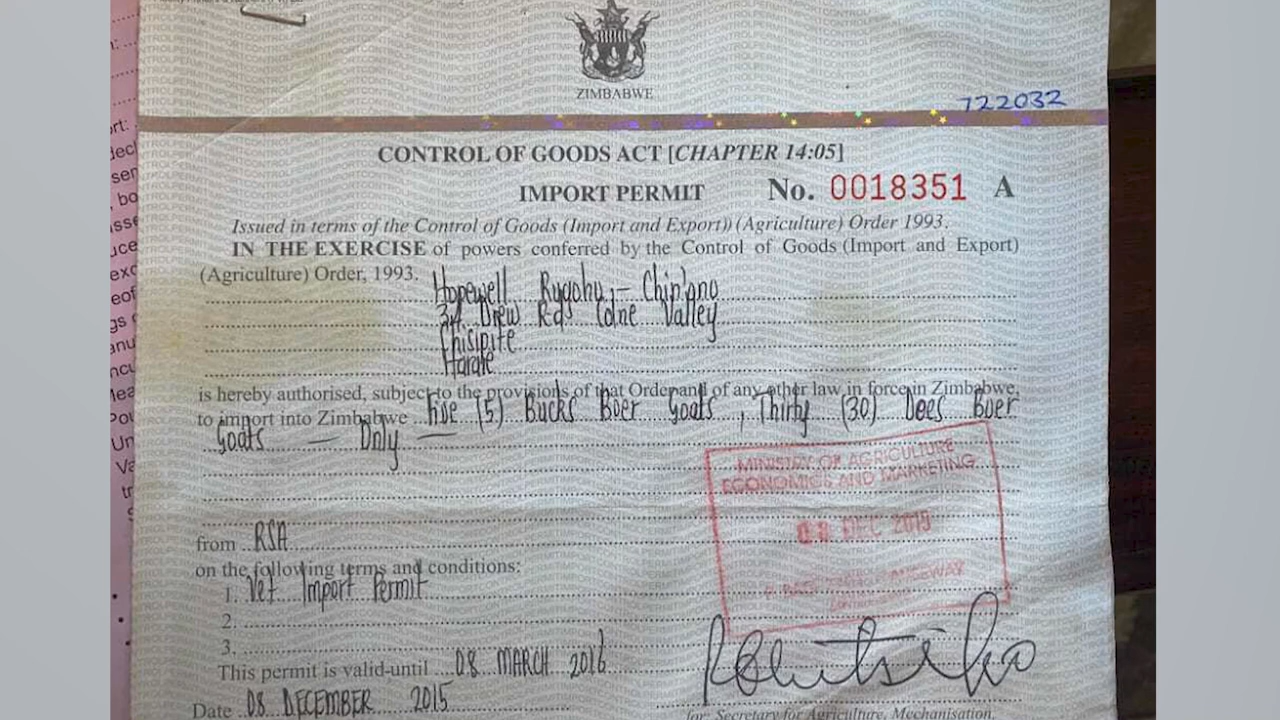 ZIMBABWE
722032
CONTROL OF GOODS ACT [CHAPTER 14:05]
IMPORT PERMIT No. 0018351 A
Issued in terms of the Control of Goods (Import and Export)) (Agriculture) Order 1993.
IN THE EXERCISE of powers conferred by the Control of Goods (Import and Export)
(Agriculture) Order, 1993.
Hopewell Rugoho - Chin'ono
Drew Rds Colne Valley
Chisipite
Harare
is hereby authorised, subject to the provisions of that Order and of any other law in force in Zimbabwe,
to import into Zimbabwe Five (5) Bucks Boer Goats, Thirty (30) Does Boer
Goats — Only —
MINISTRY OF AGRICULTURE
ECONOMICS AND MARKETING
08 DEC 2015
from RSA
on the following terms and conditions:
1. Vet Import Permit
2.
3.
This permit is valid until 08 MARCH 2016
Date 08 DECEMBER 2015
for: Secretary for Agriculture, Mechanisation,